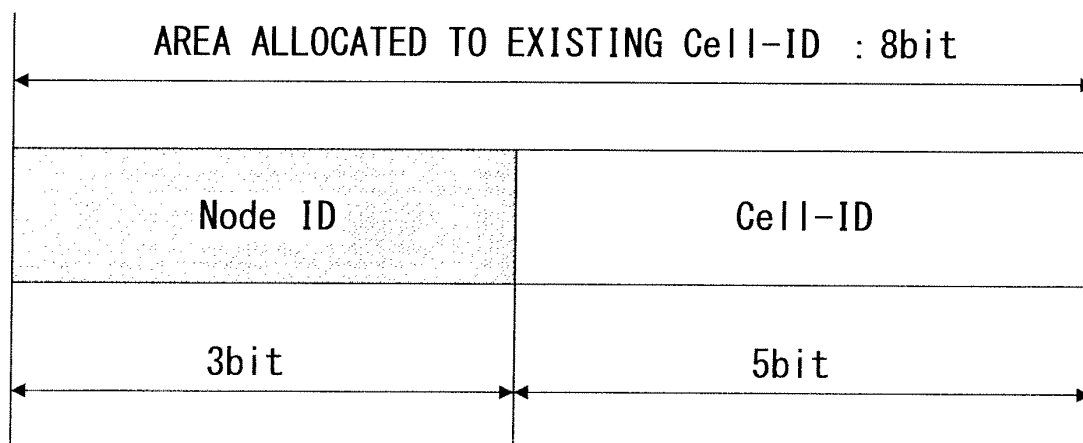 AREA ALLOCATED TO EXISTING Cell-ID : 8bit
Node ID
Cell-ID
3bit
5bit